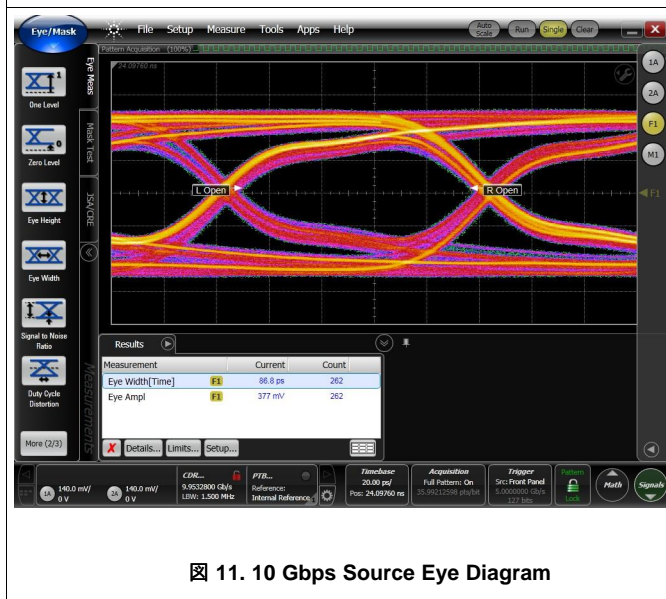 Eye/Mask
File Setup Measure Tools Apps Help
Auto Scale
Run
Single
Clear
X
Pattern Acquisition (100%)
24.09760 ns
Eye Meas
Mask Test
JSA/CRE
Measurements
One Level
Zero Level
Eye Height
Eye Width
Signal to Noise Ratio
Duty Cycle Distortion
More (2/3)
L Open
R Open
1A
2A
F1
M1
F1
Results
Measurement Current Count
Eye Width[Time] F1 86.8 ps 262
Eye Ampl F1 377 mV 262
Details... Limits... Setup...
1A 140.0 mV/
0 V
2A 140.0 mV/
0 V
CDR...
9.9532800 Gb/s
LBW: 1.500 MHz
PTB...
Reference:
Internal Reference
Timebase
20.00 ps/
Pos: 24.09760 ns
Acquisition
Full Pattern: On
35.99212598 pts/bit
Trigger
Src: Front Panel
5.0000000 Gb/s
127 bits
Pattern
Lock
Math
Signals
图 11. 10 Gbps Source Eye Diagram